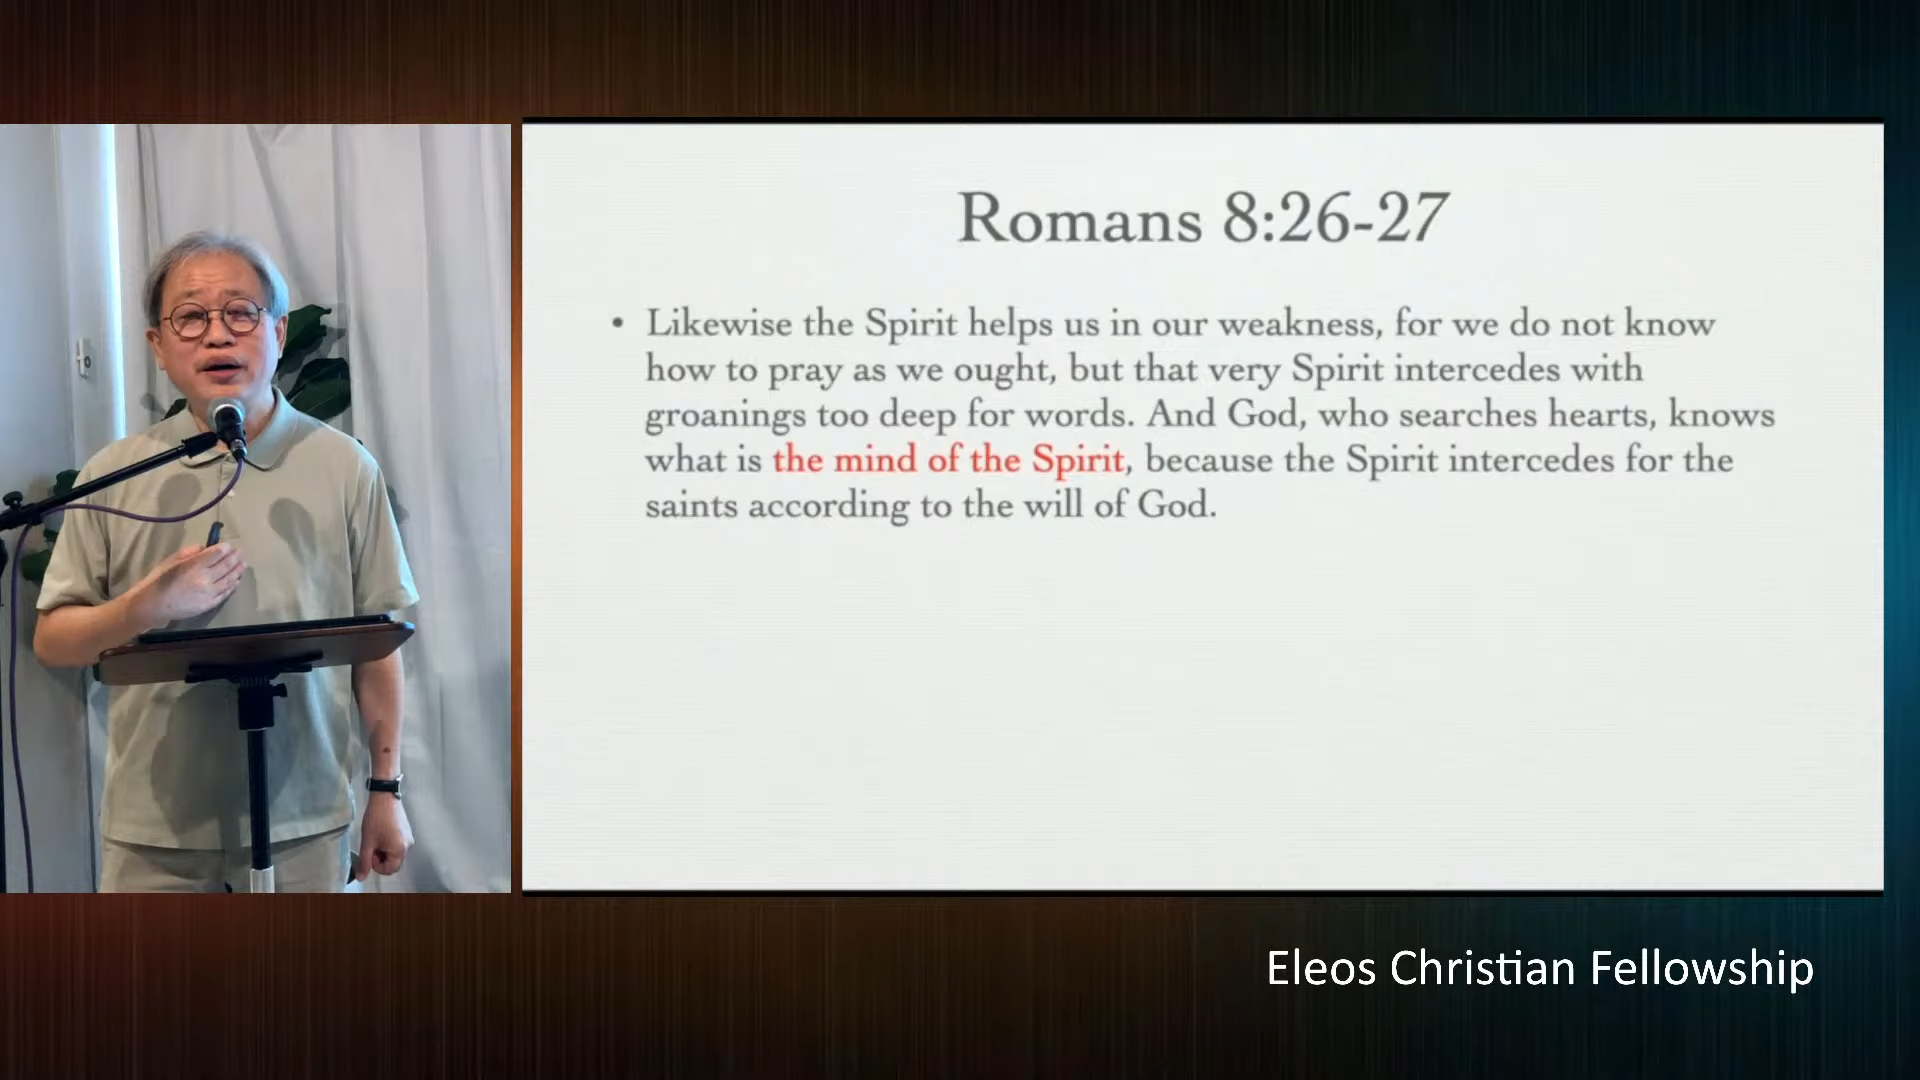 Romans 8:26-27
• Likewise the Spirit helps us in our weakness, for we do not know
how to pray as we ought, but that very Spirit intercedes with
groanings too deep for words. And God, who searches hearts, knows
what is the mind of the Spirit, because the Spirit intercedes for the
saints according to the will of God.
Eleos Christian Fellowship